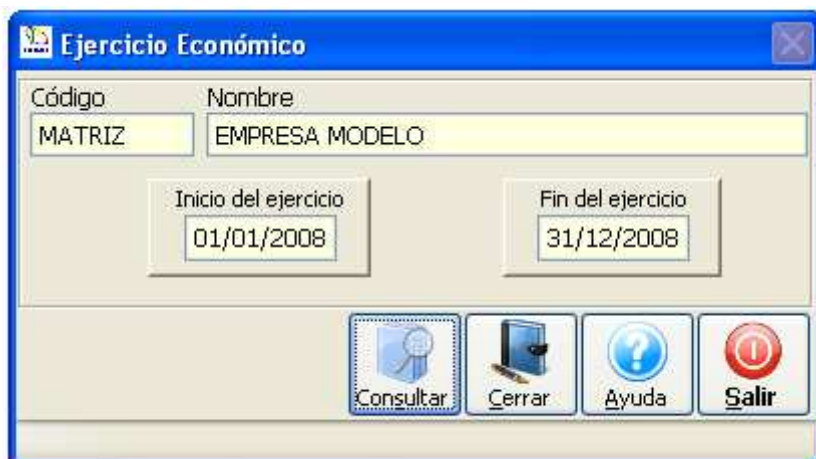 Ejercicio Económico
Código Nombre
MATRIZ EMPRESA MODELO
Inicio del ejercicio Fin del ejercicio
01/01/2008 31/12/2008
Consultar Cerrar Ayuda Salir